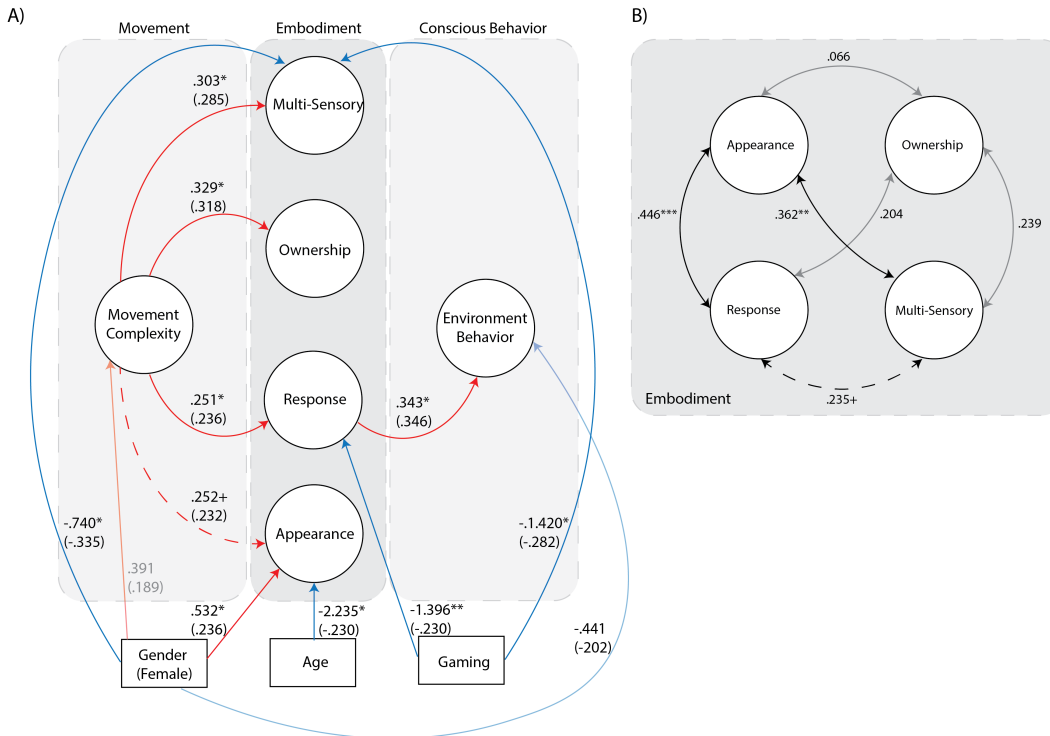 A)
Movement
Embodiment
Conscious Behavior
.303*
(.285)
Multi-Sensory
.329*
(.318)
Ownership
Movement
Complexity
Environment
Behavior
.251*
(.236)
Response
.343*
(.346)
.252+
(.232)
Appearance
-.740*
(-.335)
-.1.420*
(-.282)
.391
(.189)
.532*
(.236)
-2.235*
(-.230)
-1.396**
(-.230)
-.441
(-202)
Gender
(Female)
Age
Gaming
B)
.066
Appearance
Ownership
.446***
.362**
.204
.239
Response
Multi-Sensory
.235+
Embodiment